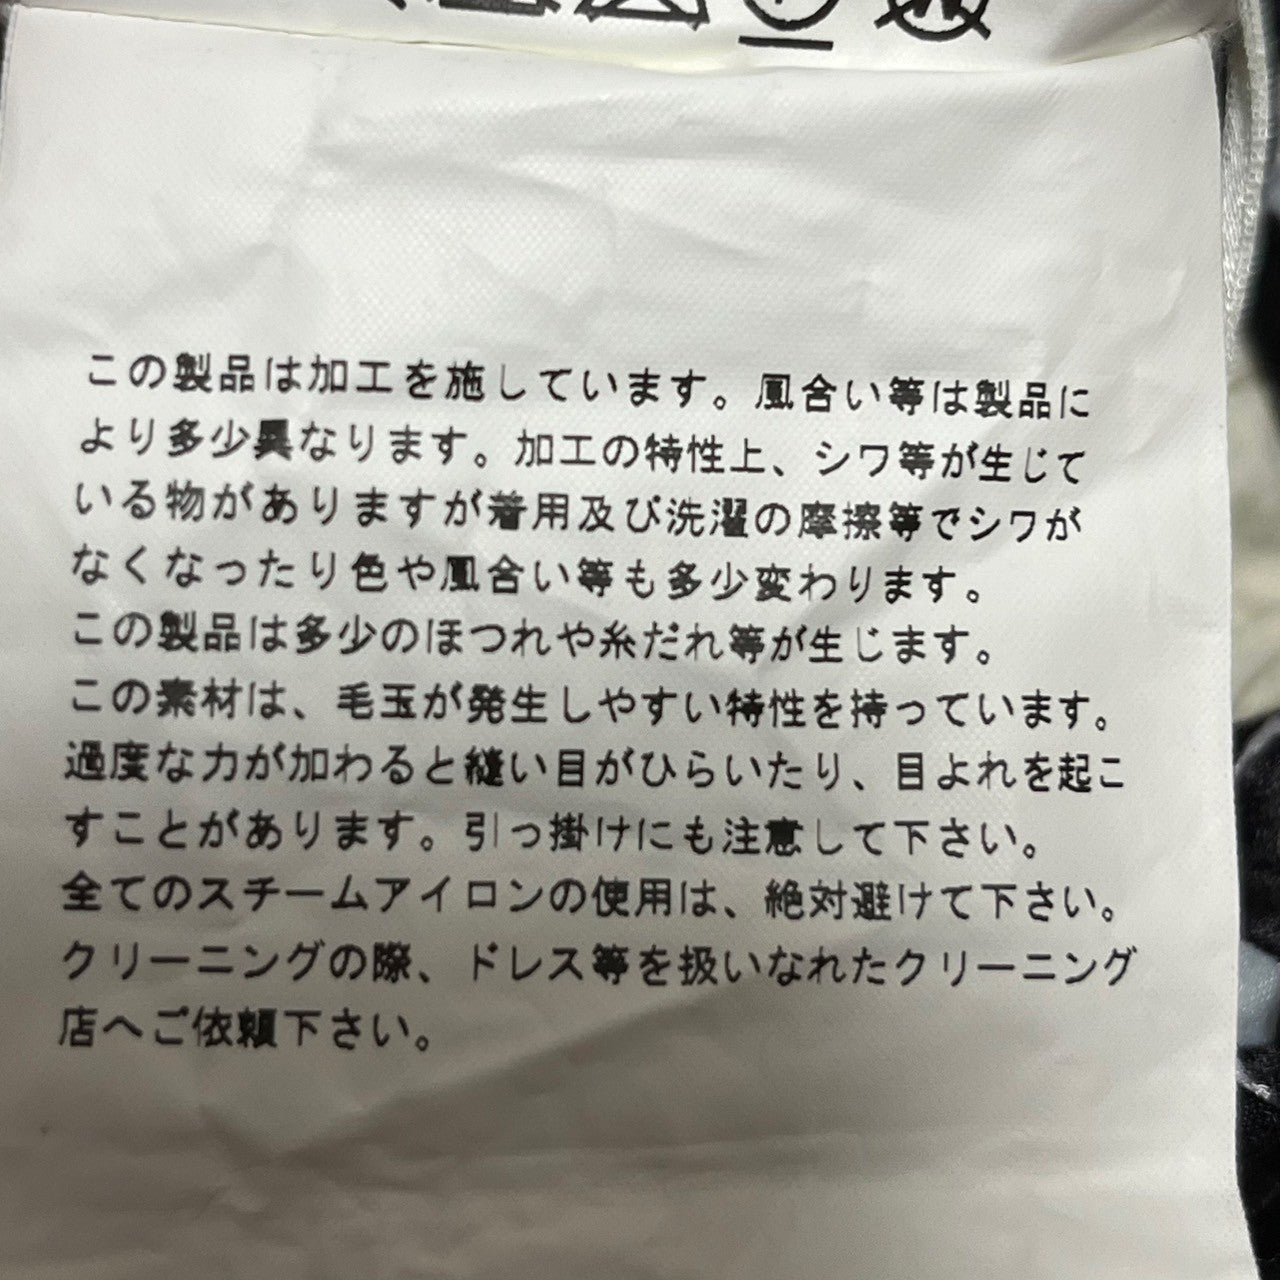 この製品は加工を施しています。風合い等は製品に
より多少異なります。加工の特性上、シワ等が生じて
いる物がありますが着用及び洗濯の摩擦等でシワが
なくなったり色や風合い等も多少変わります。
この製品は多少のほつれや糸だれ等が生じます。
この素材は、毛玉が発生しやすい特性を持っています。
過度な力が加わると縫い目がひらいたり、目よれを起こ
すことがあります。引っ掛けにも注意して下さい。
全てのスチームアイロンの使用は、絶対避けて下さい。
クリーニングの際、ドレス等を扱いなれたクリーニング
店へご依頼下さい。